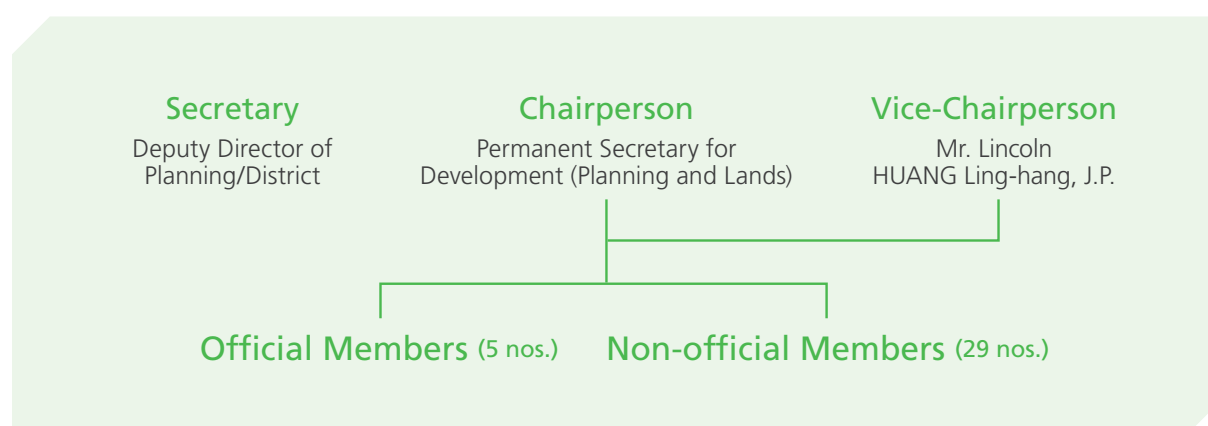 Secretary
Deputy Director of
Planning/District
Chairperson
Permanent Secretary for
Development (Planning and Lands)
Vice-Chairperson
Mr. Lincoln
HUANG Ling-hang, J.P.
Official Members (5 nos.)
Non-official Members (29 nos.)